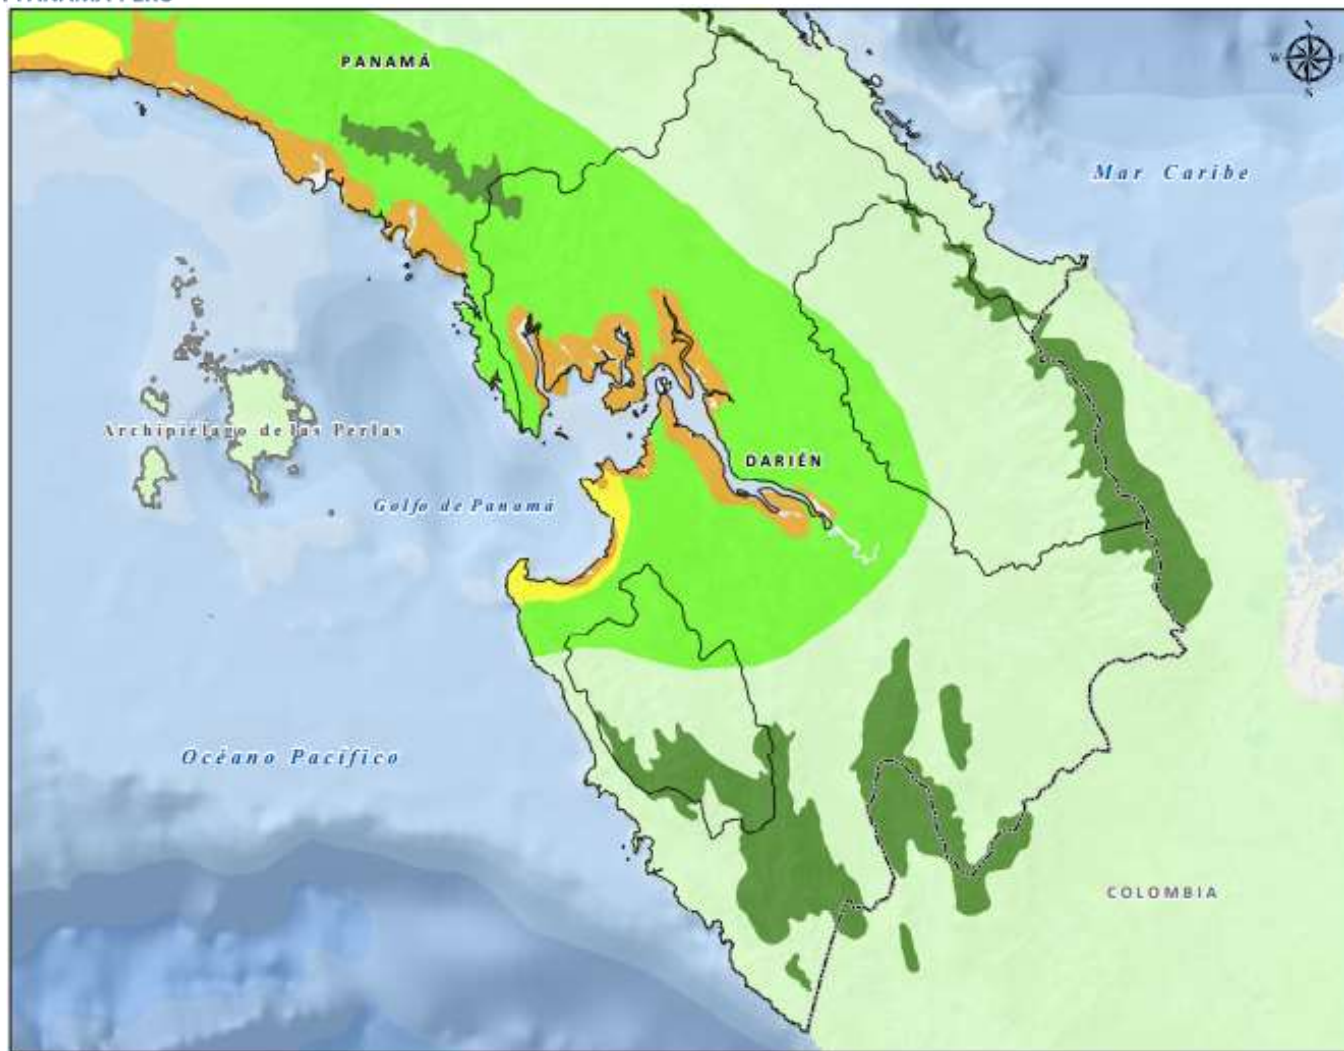 PANAMÁ
N
W
S
Mar Caribe
Archipiélago de las Perlas
DARIÉN
Golfo de Panamá
Océano Pacífico
COLOMBIA